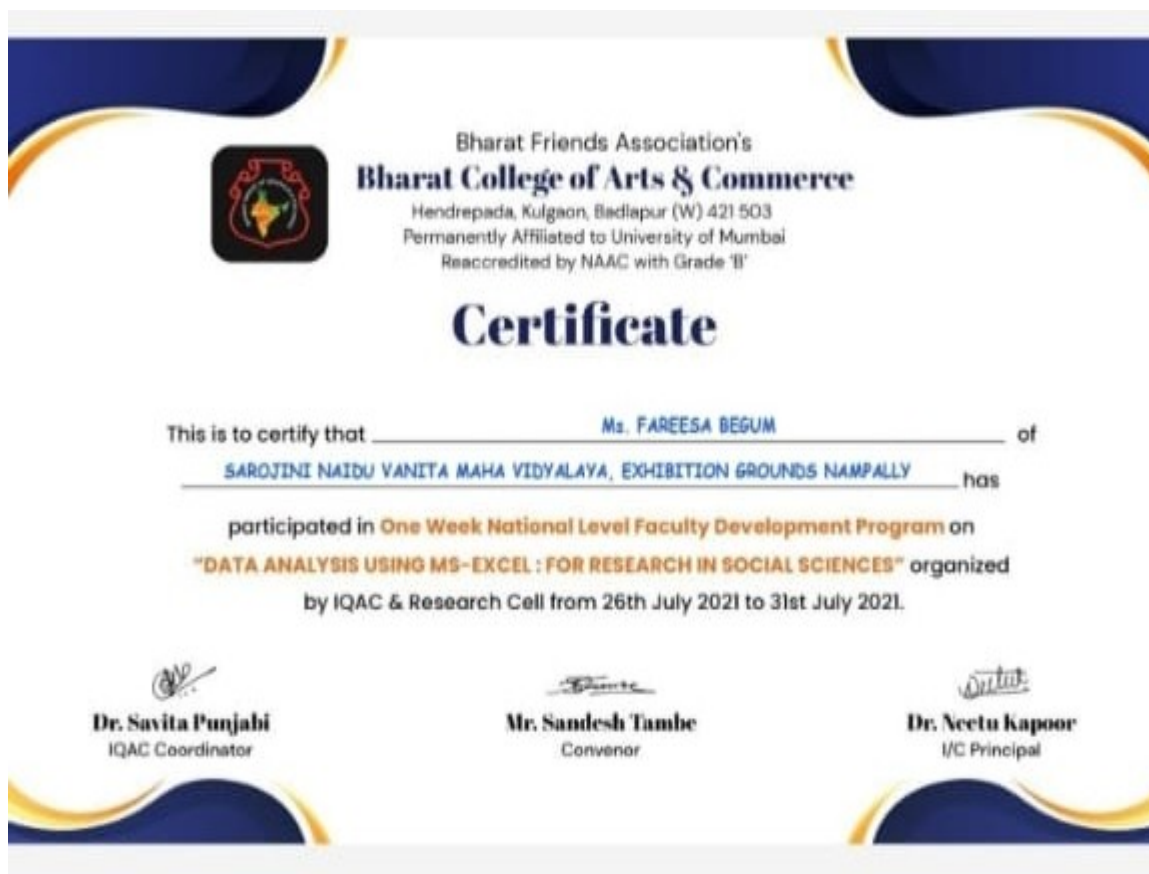 Bharat Friends Association's
Bharat College of Arts & Commerce
Hendrepada, Kulgaon, Badlapur (W) 421 503
Permanently Affiliated to University of Mumbai
Reaccredited by NAAC with Grade 'B'
Certificate
This is to certify that Ms. FAREESA BEGUM of
SAROJINI NAIDU VANITA MAHA VIDYALAYA, EXHIBITION GROUNDS NAMPALLY has
participated in One Week National Level Faculty Development Program on
"DATA ANALYSIS USING MS-EXCEL : FOR RESEARCH IN SOCIAL SCIENCES" organized
by IQAC & Research Cell from 26th July 2021 to 31st July 2021.
Dr. Savita Punjabi Mr. Sandesh Tambe Dr. Neetu Kapoor
IQAC Coordinator Convenor I/C Principal